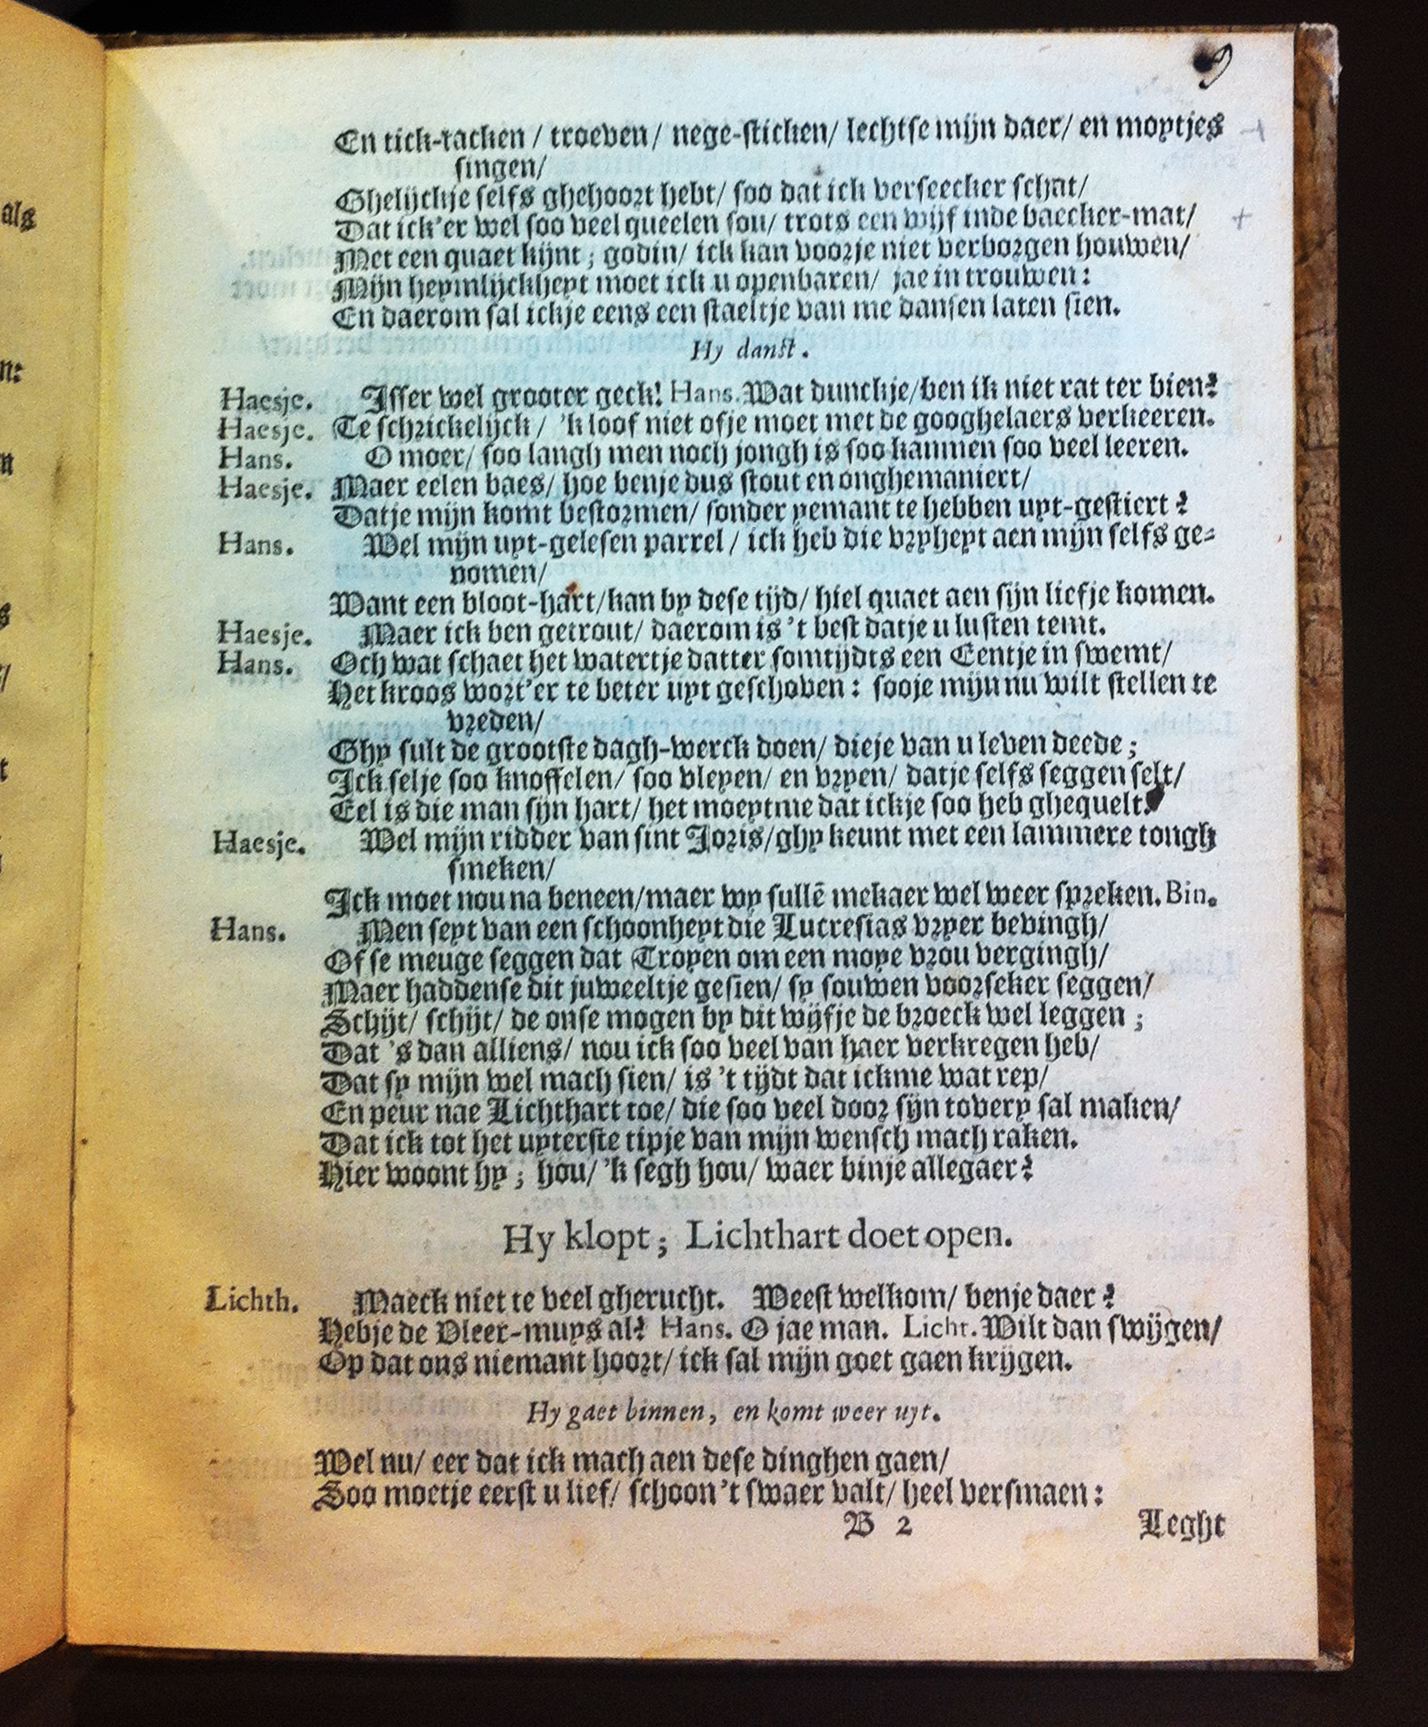 9
En tick-tacken / troeven / nege-sticken / lechtse mijn daer / en moytjes
singen /
Ghelijckje selfs ghehoort hebt / soo dat ick verseecker schat /
Dat ick'er wel soo veel queelen sou / trots een wijf inde baecker-mat /
Met een quaet kijnt ; godin / ick kan voorje niet verborgen houwen /
Mijn heymlijckheyt moet ick u openbaren / jae in trouwen :
En daerom sal ickje eens een staeltje van me dansen laten sien.
Hy danst.
Haesje. Isser wel grooter geck! Hans. Wat dunckje / ben ik niet rat ter bien?
Haesje. Te schrickelijck / 'k loof niet ofje moet met de googhelaers verkeeren.
Hans. O moer / soo langh men noch jongh is soo kanmen soo veel leeren.
Haesje. Maer eelen baes / hoe benje dus stout en onghemaniert /
Datje mijn komt bestormen / sonder yemant te hebben uyt-gestiert ?
Hans. Wel mijn uyt-gelesen parrel / ick heb die vryheyt aen mijn selfs ge-
nomen /
Want een bloot-hart / kan by dese tijd / hiel quaet aen sijn liefje komen.
Haesje. Maer ick ben getrout / daerom is 't best datje u lusten temt.
Hans. Och wat schaet het watertje datter somtijdts een Eentje in swemt /
Het kroos wort'er te beter uyt geschoven : sooje mijn nu wilt stellen te
vreden /
Ghy sult de grootste dagh-werck doen / dieje van u leven deede ;
Ick selje soo knoffelen / soo vleyen / en vryen / datje selfs seggen selt /
Eel is die man sijn hart / het moeytme dat ickje soo heb ghequelt.
Haesje. Wel mijn ridder van sint Joris / ghy keunt met een lammere tongh
smeken /
Ick moet nou na beneen / maer wy sullē mekaer wel weer spreken. Bin.
Hans. Men seyt van een schoonheyt die Lucresias vryer bevingh /
Of se meuge seggen dat Troyen om een moye vrou vergingh /
Maer haddense dit juweeltje gesien / sy souwen voorseker seggen /
Schijt / schijt / de onse mogen by dit wijfje de broeck wel leggen ;
Dat 's dan alliens / nou ick soo veel van haer verkregen heb /
Dat sy mijn wel mach sien / is 't tijdt dat ickme wat rep /
En peur nae Lichthart toe / die soo veel door sijn tovery sal maken /
Dat ick tot het uyterste tipje van mijn wensch mach raken.
Hier woont hy ; hou / 'k segh hou / waer binje allegaer ?
Hy klopt ; Lichthart doet open.
Lichth. Maeck niet te veel gherucht. Weest welkom / benje daer ?
Hebje de Vleer-muys al? Hans. O jae man. Licht. Wilt dan swijgen /
Op dat ons niemant hoort / ick sal mijn goet gaen krijgen.
Hy gaet binnen, en komt weer uyt.
Wel nu / eer dat ick mach aen dese dinghen gaen /
Soo moetje eerst u lief / schoon 't swaer valt / heel versmaen :
B 2 Leght
als
n:
n
s
t